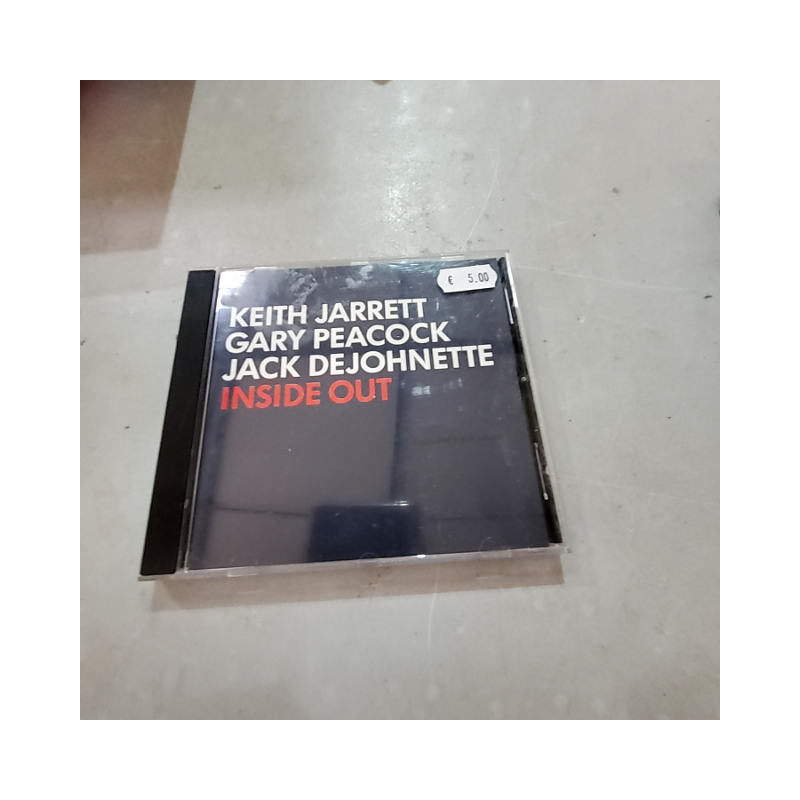 € 5.00
KEITH JARRETT
GARY PEACOCK
JACK DEJOHNETTE
INSIDE OUT